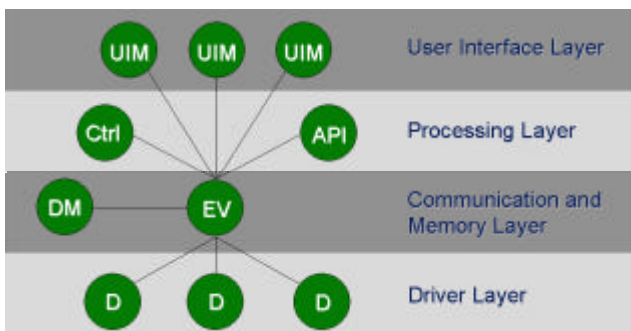 UIM UIM UIM User Interface Layer
Ctrl API Processing Layer
DM EV Communication and
Memory Layer
D D D Driver Layer